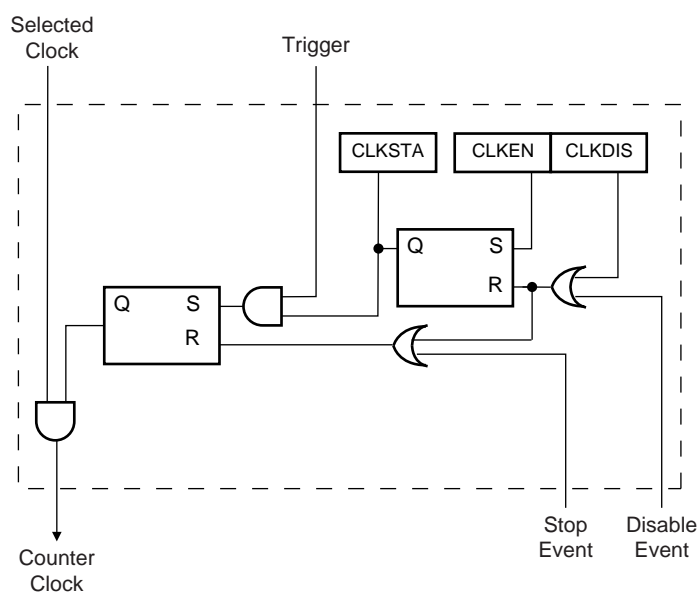 Selected
Clock
Trigger
CLKSTA
CLKEN
CLKDIS
Q
S
R
Q
S
R
Stop
Event
Disable
Event
Counter
Clock